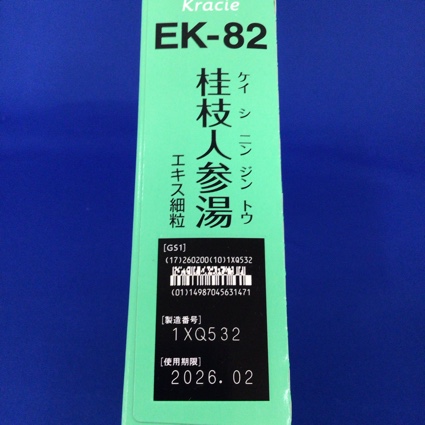 Kracie
EK-82
桂枝人参湯
ケイ シ ニン ジン トウ
エキス細粒
[GS1]
(17)260200(10)1XQ532
(01)14987045631471
[製造番号]
1XQ532
[使用期限]
2026.02